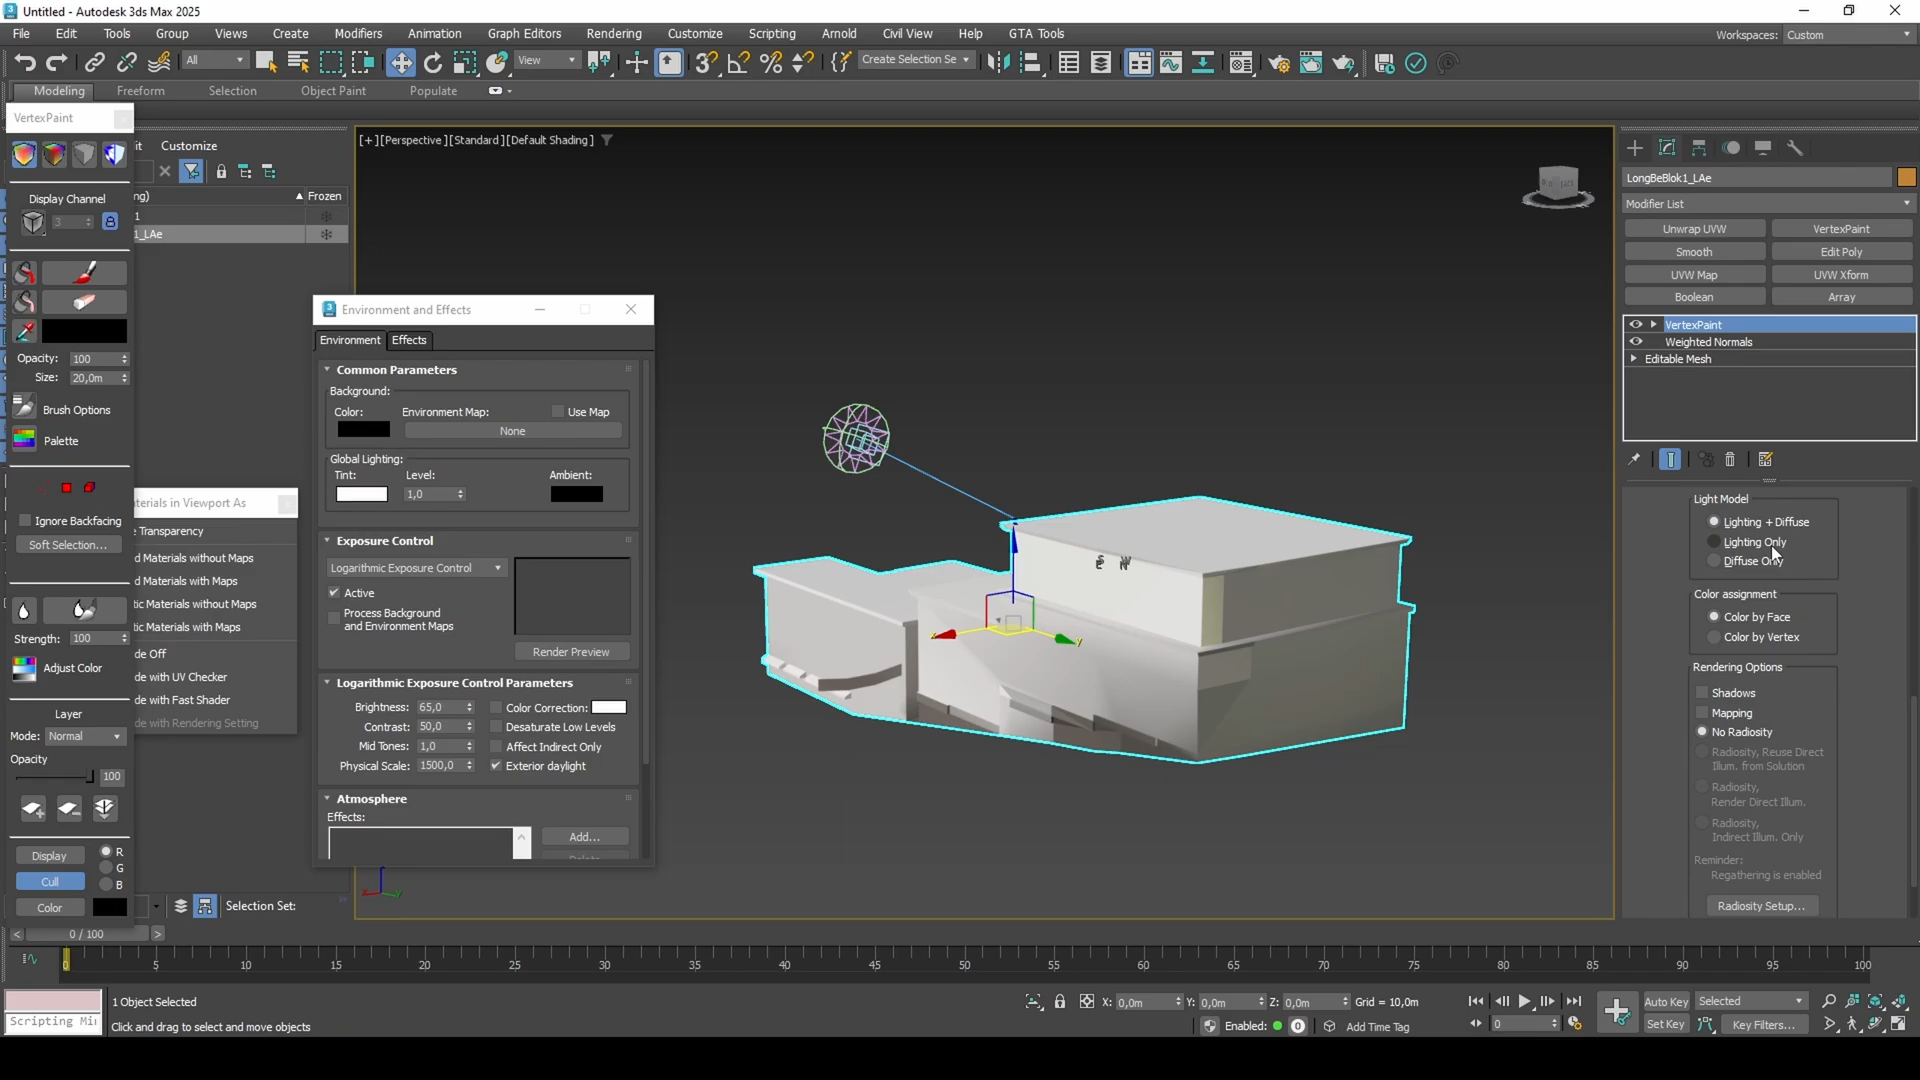 Untitled - Autodesk 3ds Max 2025
File Edit Tools Group Views Create Modifiers Animation Graph Editors Rendering Customize Scripting Arnold Civil View Help GTA Tools
Workspaces: Custom
All View Create Selection Se
Modeling Freeform Selection Object Paint Populate
VertexPaint
Customize
[+][Perspective][Standard][Default Shading]
Display Channel
3
Frozen
1
1_LAe
Opacity: 100
Size: 20,0m
Brush Options
Palette
Ignore Backfacing
Soft Selection...
Strength: 100
Adjust Color
Layer
Mode: Normal
Opacity
100
Display
Cull
Color
R
G
B
terials in Viewport As
e Transparency
d Materials without Maps
d Materials with Maps
tic Materials without Maps
tic Materials with Maps
de Off
de with UV Checker
de with Fast Shader
de with Rendering Setting
Selection Set:
Environment and Effects
Environment Effects
Common Parameters
Background:
Color: Environment Map: Use Map
None
Global Lighting:
Tint: Level: Ambient:
1,0
Exposure Control
Logarithmic Exposure Control
Active
Process Background
and Environment Maps
Render Preview
Logarithmic Exposure Control Parameters
Brightness: 65,0 Color Correction:
Contrast: 50,0 Desaturate Low Levels
Mid Tones: 1,0 Affect Indirect Only
Physical Scale: 1500,0 Exterior daylight
Atmosphere
Effects:
Add...
LongBeBlok1_LAe
Modifier List
Unwrap UVW VertexPaint
Smooth Edit Poly
UVW Map UVW Xform
Boolean Array
VertexPaint
Weighted Normals
Editable Mesh
Light Model
Lighting + Diffuse
Lighting Only
Diffuse Only
Color assignment
Color by Face
Color by Vertex
Rendering Options
Shadows
Mapping
No Radiosity
Radiosity, Reuse Direct
Illum. from Solution
Radiosity,
Render Direct Illum.
Radiosity,
Indirect Illum. Only
Reminder:
Regathering is enabled
Radiosity Setup...
0 / 100
0 5 10 15 20 25 30 35 40 45 50 55 60 65 70 75 80 85 90 95 100
1 Object Selected
Click and drag to select and move objects
Scripting Mi
X: 0,0m Y: 0,0m Z: 0,0m Grid = 10,0m
Enabled: 0 Add Time Tag
0
Auto Key Selected
Set Key Key Filters...